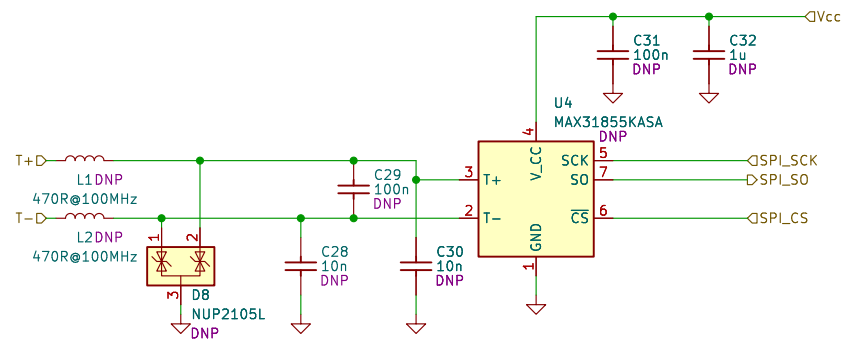 Vcc
C31
100n
DNP
C32
1u
DNP
U4
MAX31855KASA
DNP
4
V_CC
T+
L1 DNP
470R@100MHz
C29
100n
DNP
3
T+
SCK
5
SPI_SCK
SO
7
SPI_SO
T-
L2 DNP
470R@100MHz
2
T-
CS
6
SPI_CS
1
2
C28
10n
DNP
C30
10n
DNP
GND
1
3
D8
NUP2105L
DNP